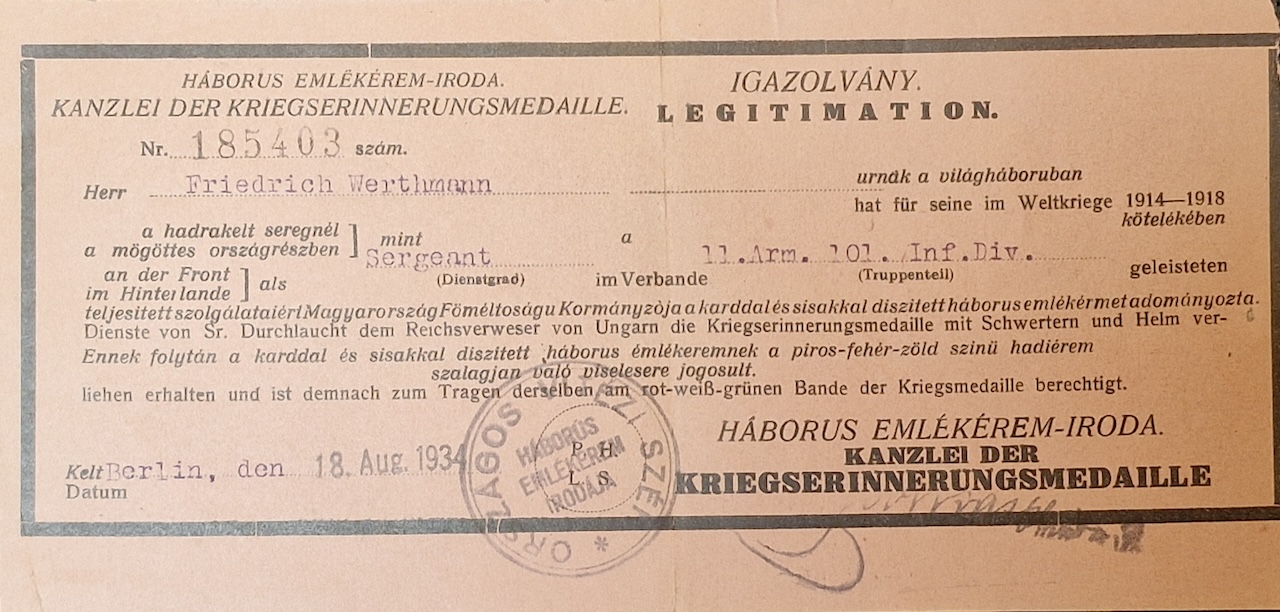 HÁBORUS EMLÉKÉREM-IRODA.
KANZLEI DER KRIEGSERINNERUNGSMEDAILLE.
IGAZOLVÁNY.
LEGITIMATION.
Nr. 185403 szám.
Herr Friedrich Werthmann urnák a világháboruban
hat für seine im Weltkriege 1914—1918
a hadrakelt seregnél mint a kötelékében
a mögöttes országrészben
Sergeant 11.Arm. 101. Inf.Div.
an der Front als (Dienstgrad) im Verbande (Truppenteil) geleisteten
im Hinterlande
teljesitett szolgálataiért Magyarország Föméltoságu Kormányzòja a karddal és sisakkal diszitett háborus emlékérmet adományozta.
Dienste von Sr. Durchlaucht dem Reichsverweser von Ungarn die Kriegserinnerungsmedaille mit Schwertern und Helm ver-
Ennek folytán a karddal és sisakkal diszitett háborus émlékeremnek a piros-fehér-zöld szinü hadiérem
szalagjan való viselesere jogosult.
liehen erhalten und ist demnach zum Tragen derselben am rot-weiß-grünen Bande der Kriegsmedaille berechtigt.
Kelt Berlin, den 18. Aug. 1934
Datum
P. H.
L. S.
ORSZÁGOS SZÖV
HÁBORÚS
EMLÉKÉREM
IRODÁJA
HÁBORUS EMLÉKÉREM-IRODA.
KANZLEI DER
KRIEGSERINNERUNGSMEDAILLE